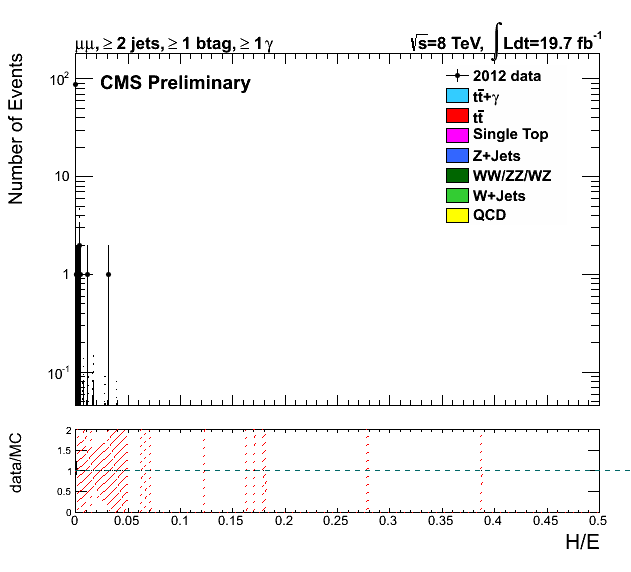 μμ, ≥ 2 jets, ≥ 1 btag, ≥ 1 γ
√s=8 TeV, ∫ Ldt=19.7 fb⁻¹
CMS Preliminary
2012 data
tt̄+γ
tt̄
Single Top
Z+Jets
WW/ZZ/WZ
W+Jets
QCD
Number of Events
10²
10
1
10⁻¹
data/MC
2
1.5
1
0.5
0
0 0.05 0.1 0.15 0.2 0.25 0.3 0.35 0.4 0.45 0.5
H/E